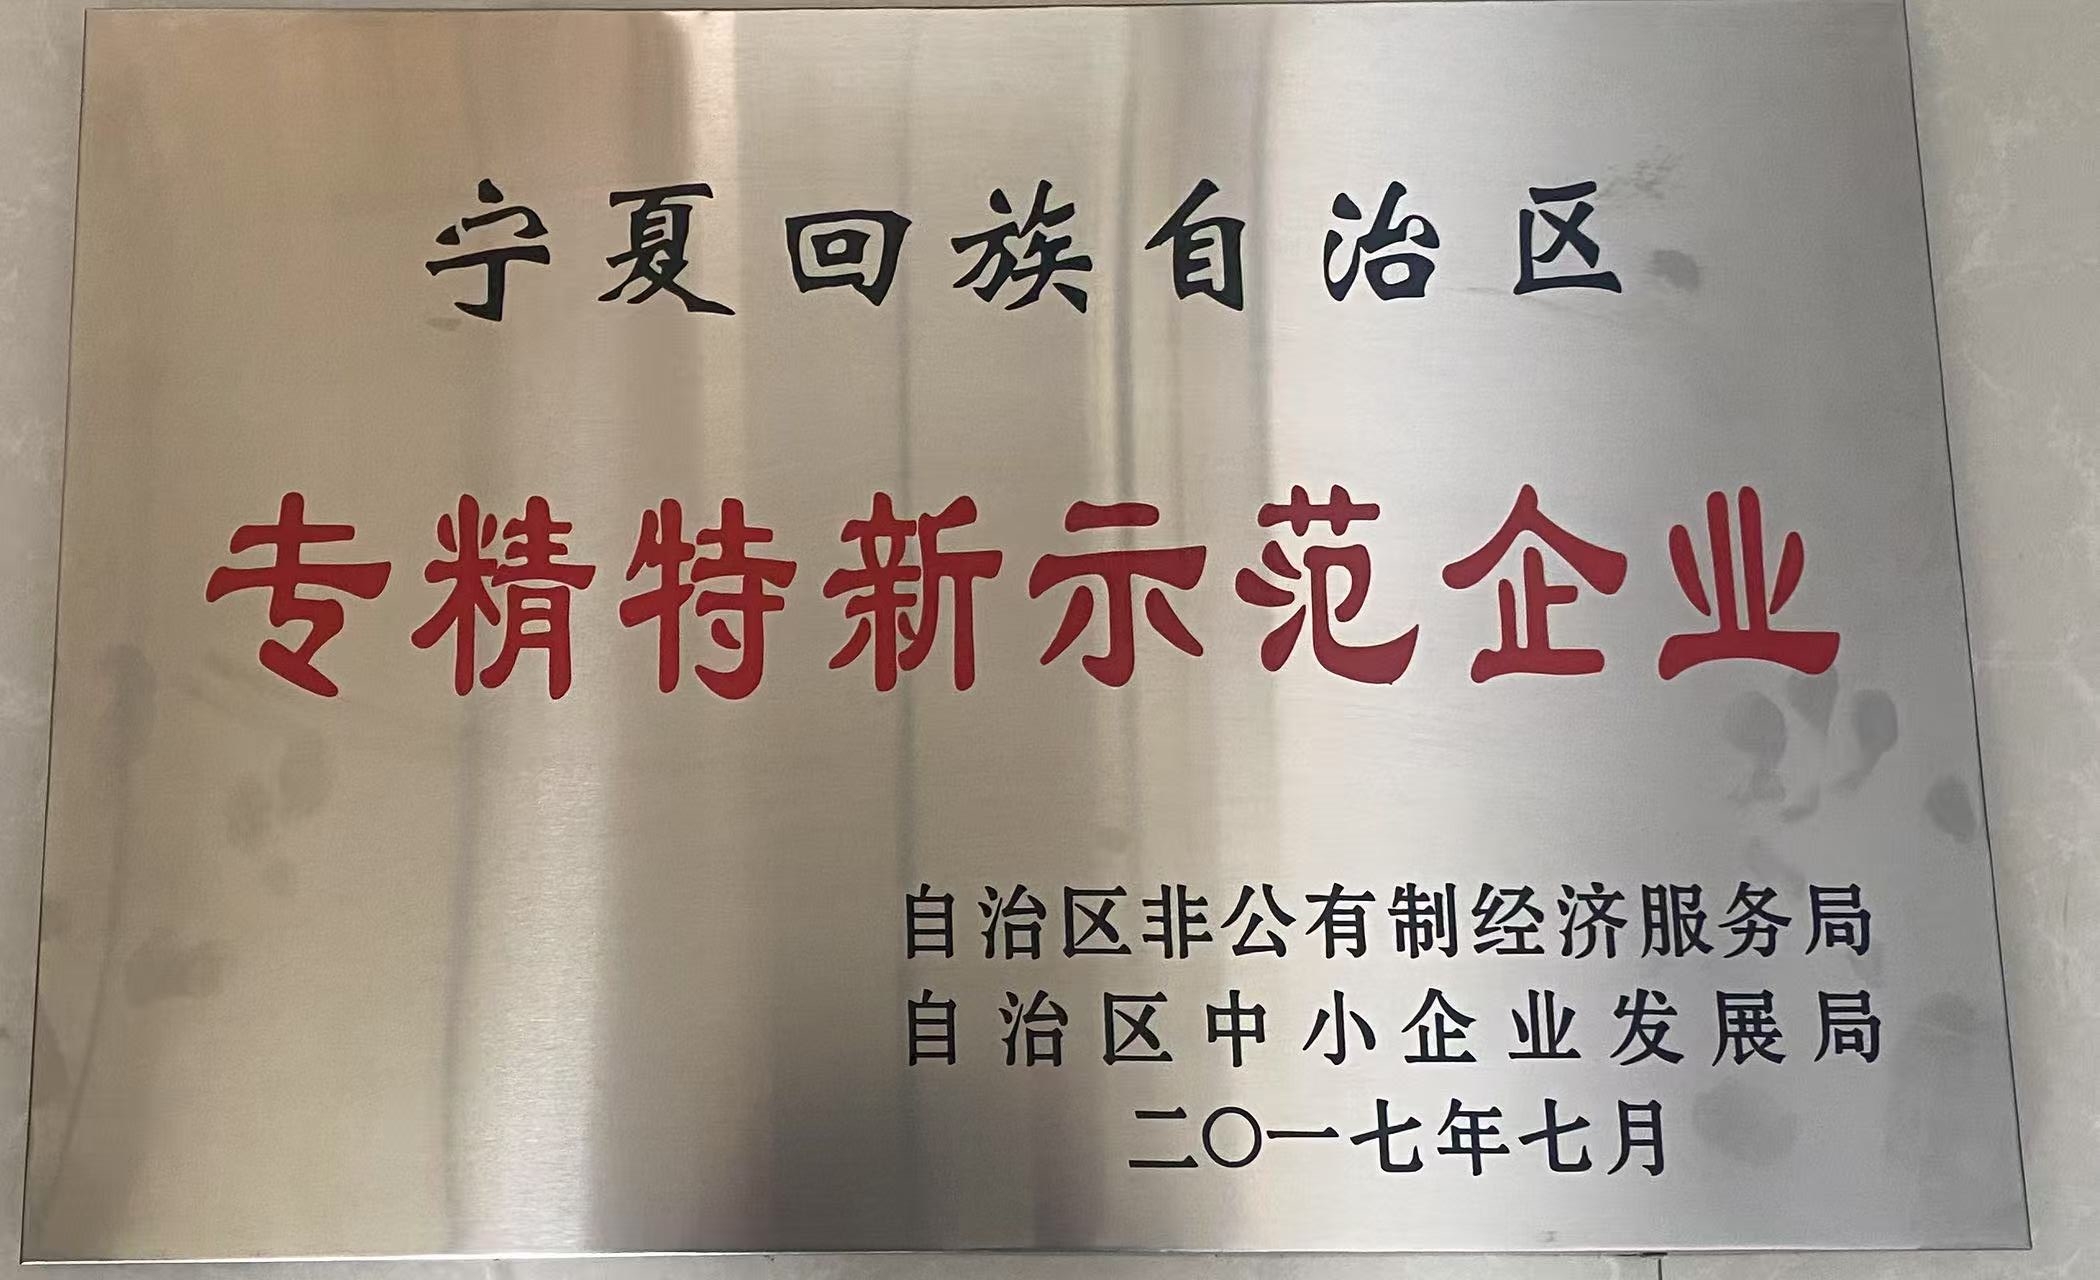 宁夏回族自治区
专精特新示范企业
自治区非公有制经济服务局
自治区中小企业发展局
二〇一七年七月